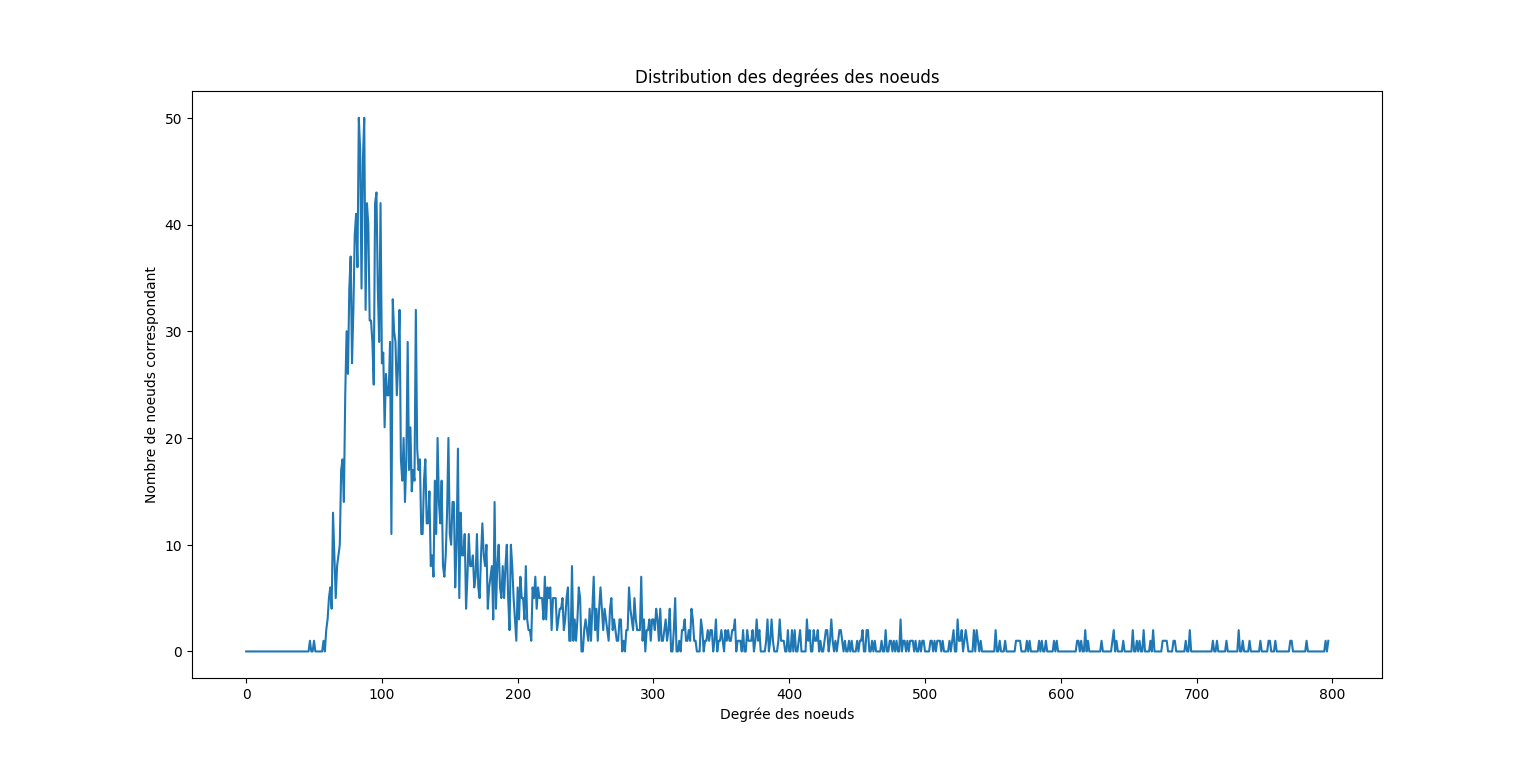 Distribution des degrées des noeuds
50
40
30
20
10
0
Nombre de noeuds correspondant
0 100 200 300 400 500 600 700 800
Degrée des noeuds